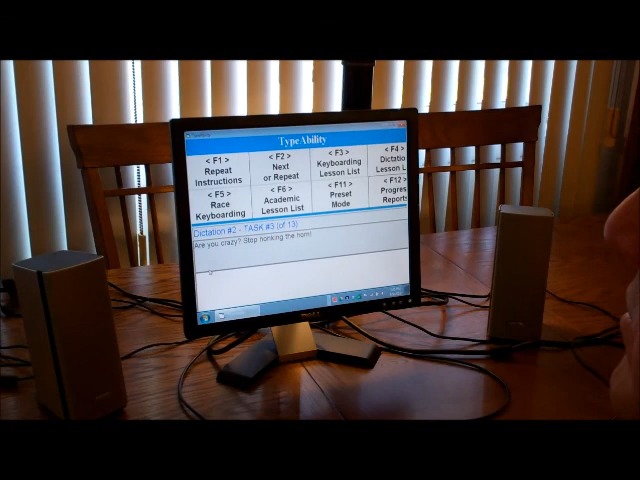 TypeAbility
< F1 >
Repeat
Instructions
< F2 >
Next
or Repeat
< F3 >
Keyboarding
Lesson List
< F4 >
Dictatio
Lesson L
< F5 >
Race
Keyboarding
< F6 >
Academic
Lesson List
< F11 >
Preset
Mode
< F12 >
Progres
Reports
Dictation #2 - TASK #3 (of 13)
Are you crazy? Stop honking the horn!
DELL